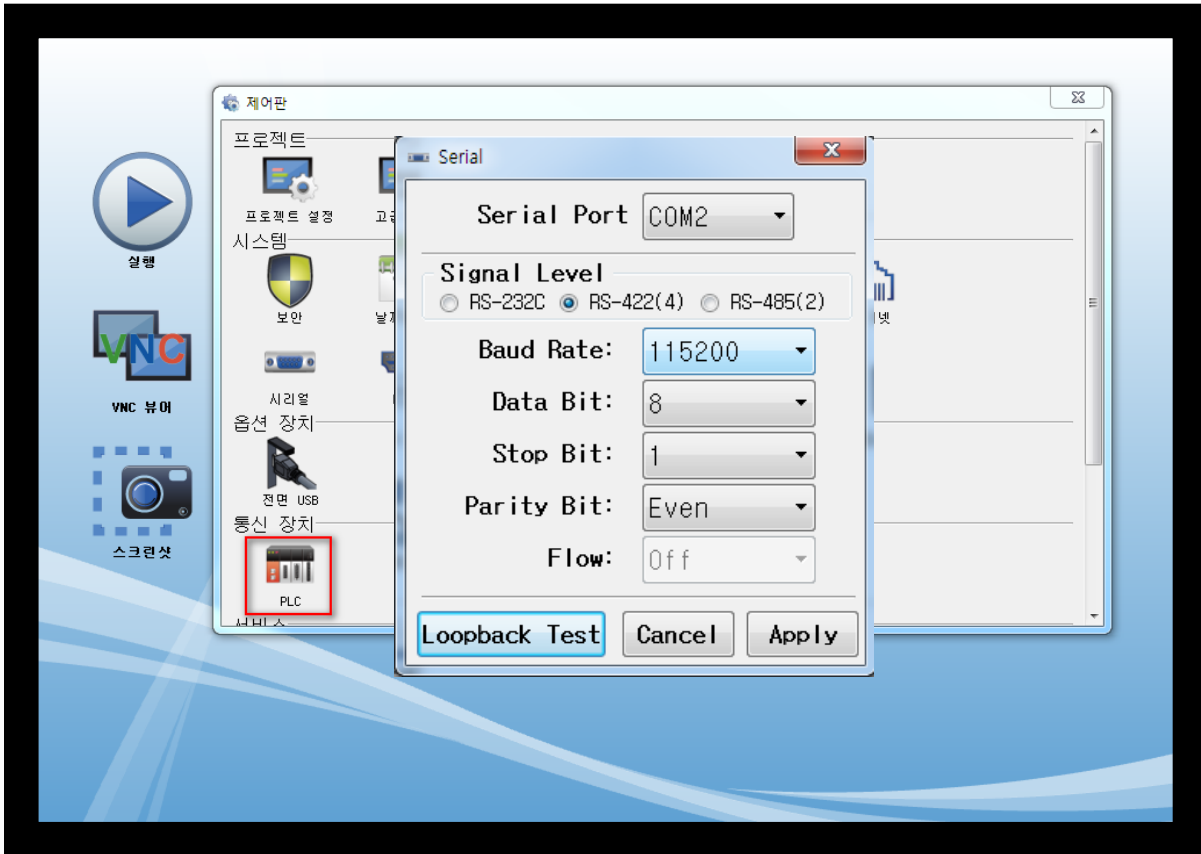 제어판
프로젝트
프로젝트 설정
시스템
보안
시리얼
옵션 장치
전면 USB
통신 장치
PLC
실행
VNC
VNC 뷰어
스크린샷
Serial
Serial Port COM2
Signal Level
RS-232C RS-422(4) RS-485(2)
Baud Rate: 115200
Data Bit: 8
Stop Bit: 1
Parity Bit: Even
Flow: Off
Loopback Test Cancel Apply